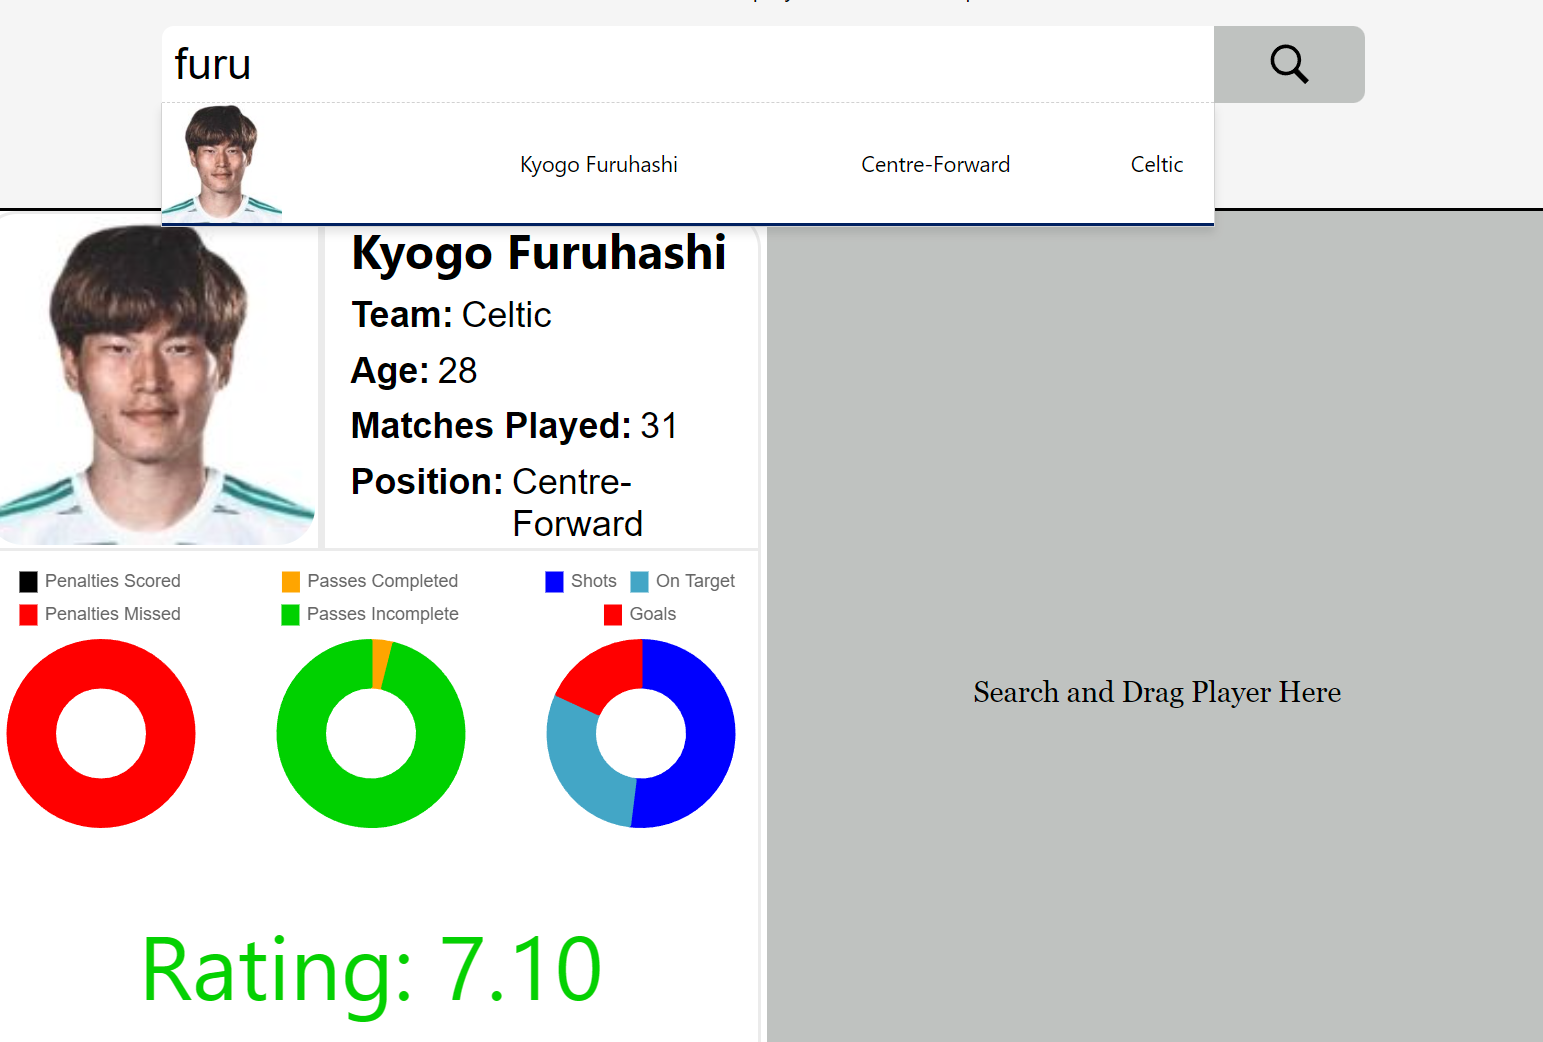 furu
Kyogo Furuhashi Centre-Forward Celtic
Kyogo Furuhashi
Team: Celtic
Age: 28
Matches Played: 31
Position: Centre-
Forward
Penalties Scored
Penalties Missed
Passes Completed
Passes Incomplete
Shots On Target
Goals
Search and Drag Player Here
Rating: 7.10